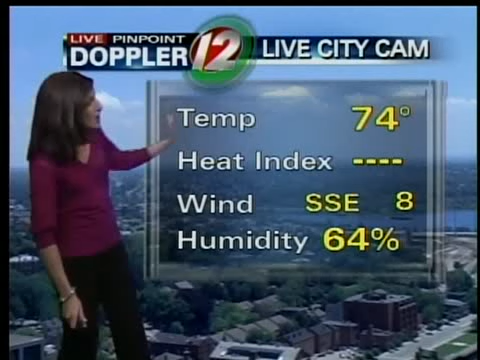 LIVE PINPOINT
DOPPLER 12 LIVE CITY CAM
Temp 74°
Heat Index ----
Wind SSE 8
Humidity 64%